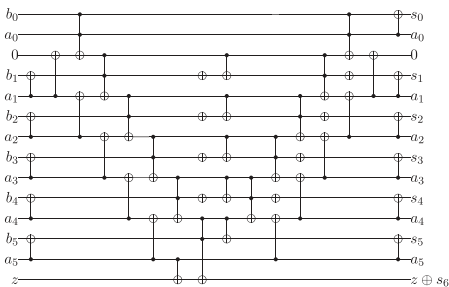 b₀ s₀
a₀ a₀
0 0
b₁ s₁
a₁ a₁
b₂ s₂
a₂ a₂
b₃ s₃
a₃ a₃
b₄ s₄
a₄ a₄
b₅ s₅
a₅ a₅
z z ⊕ s₆